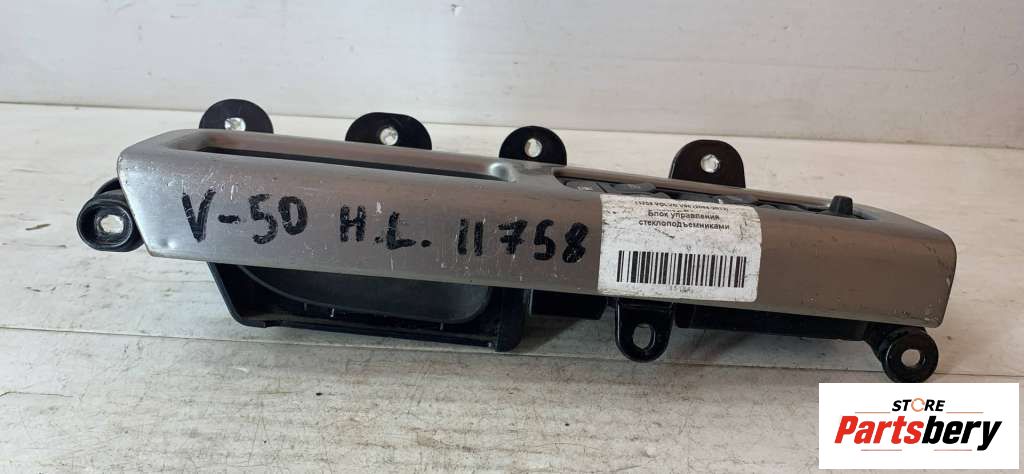 V-50 H.L. 11758
Блок управления
стеклоподъемниками
STORE
Partsbery